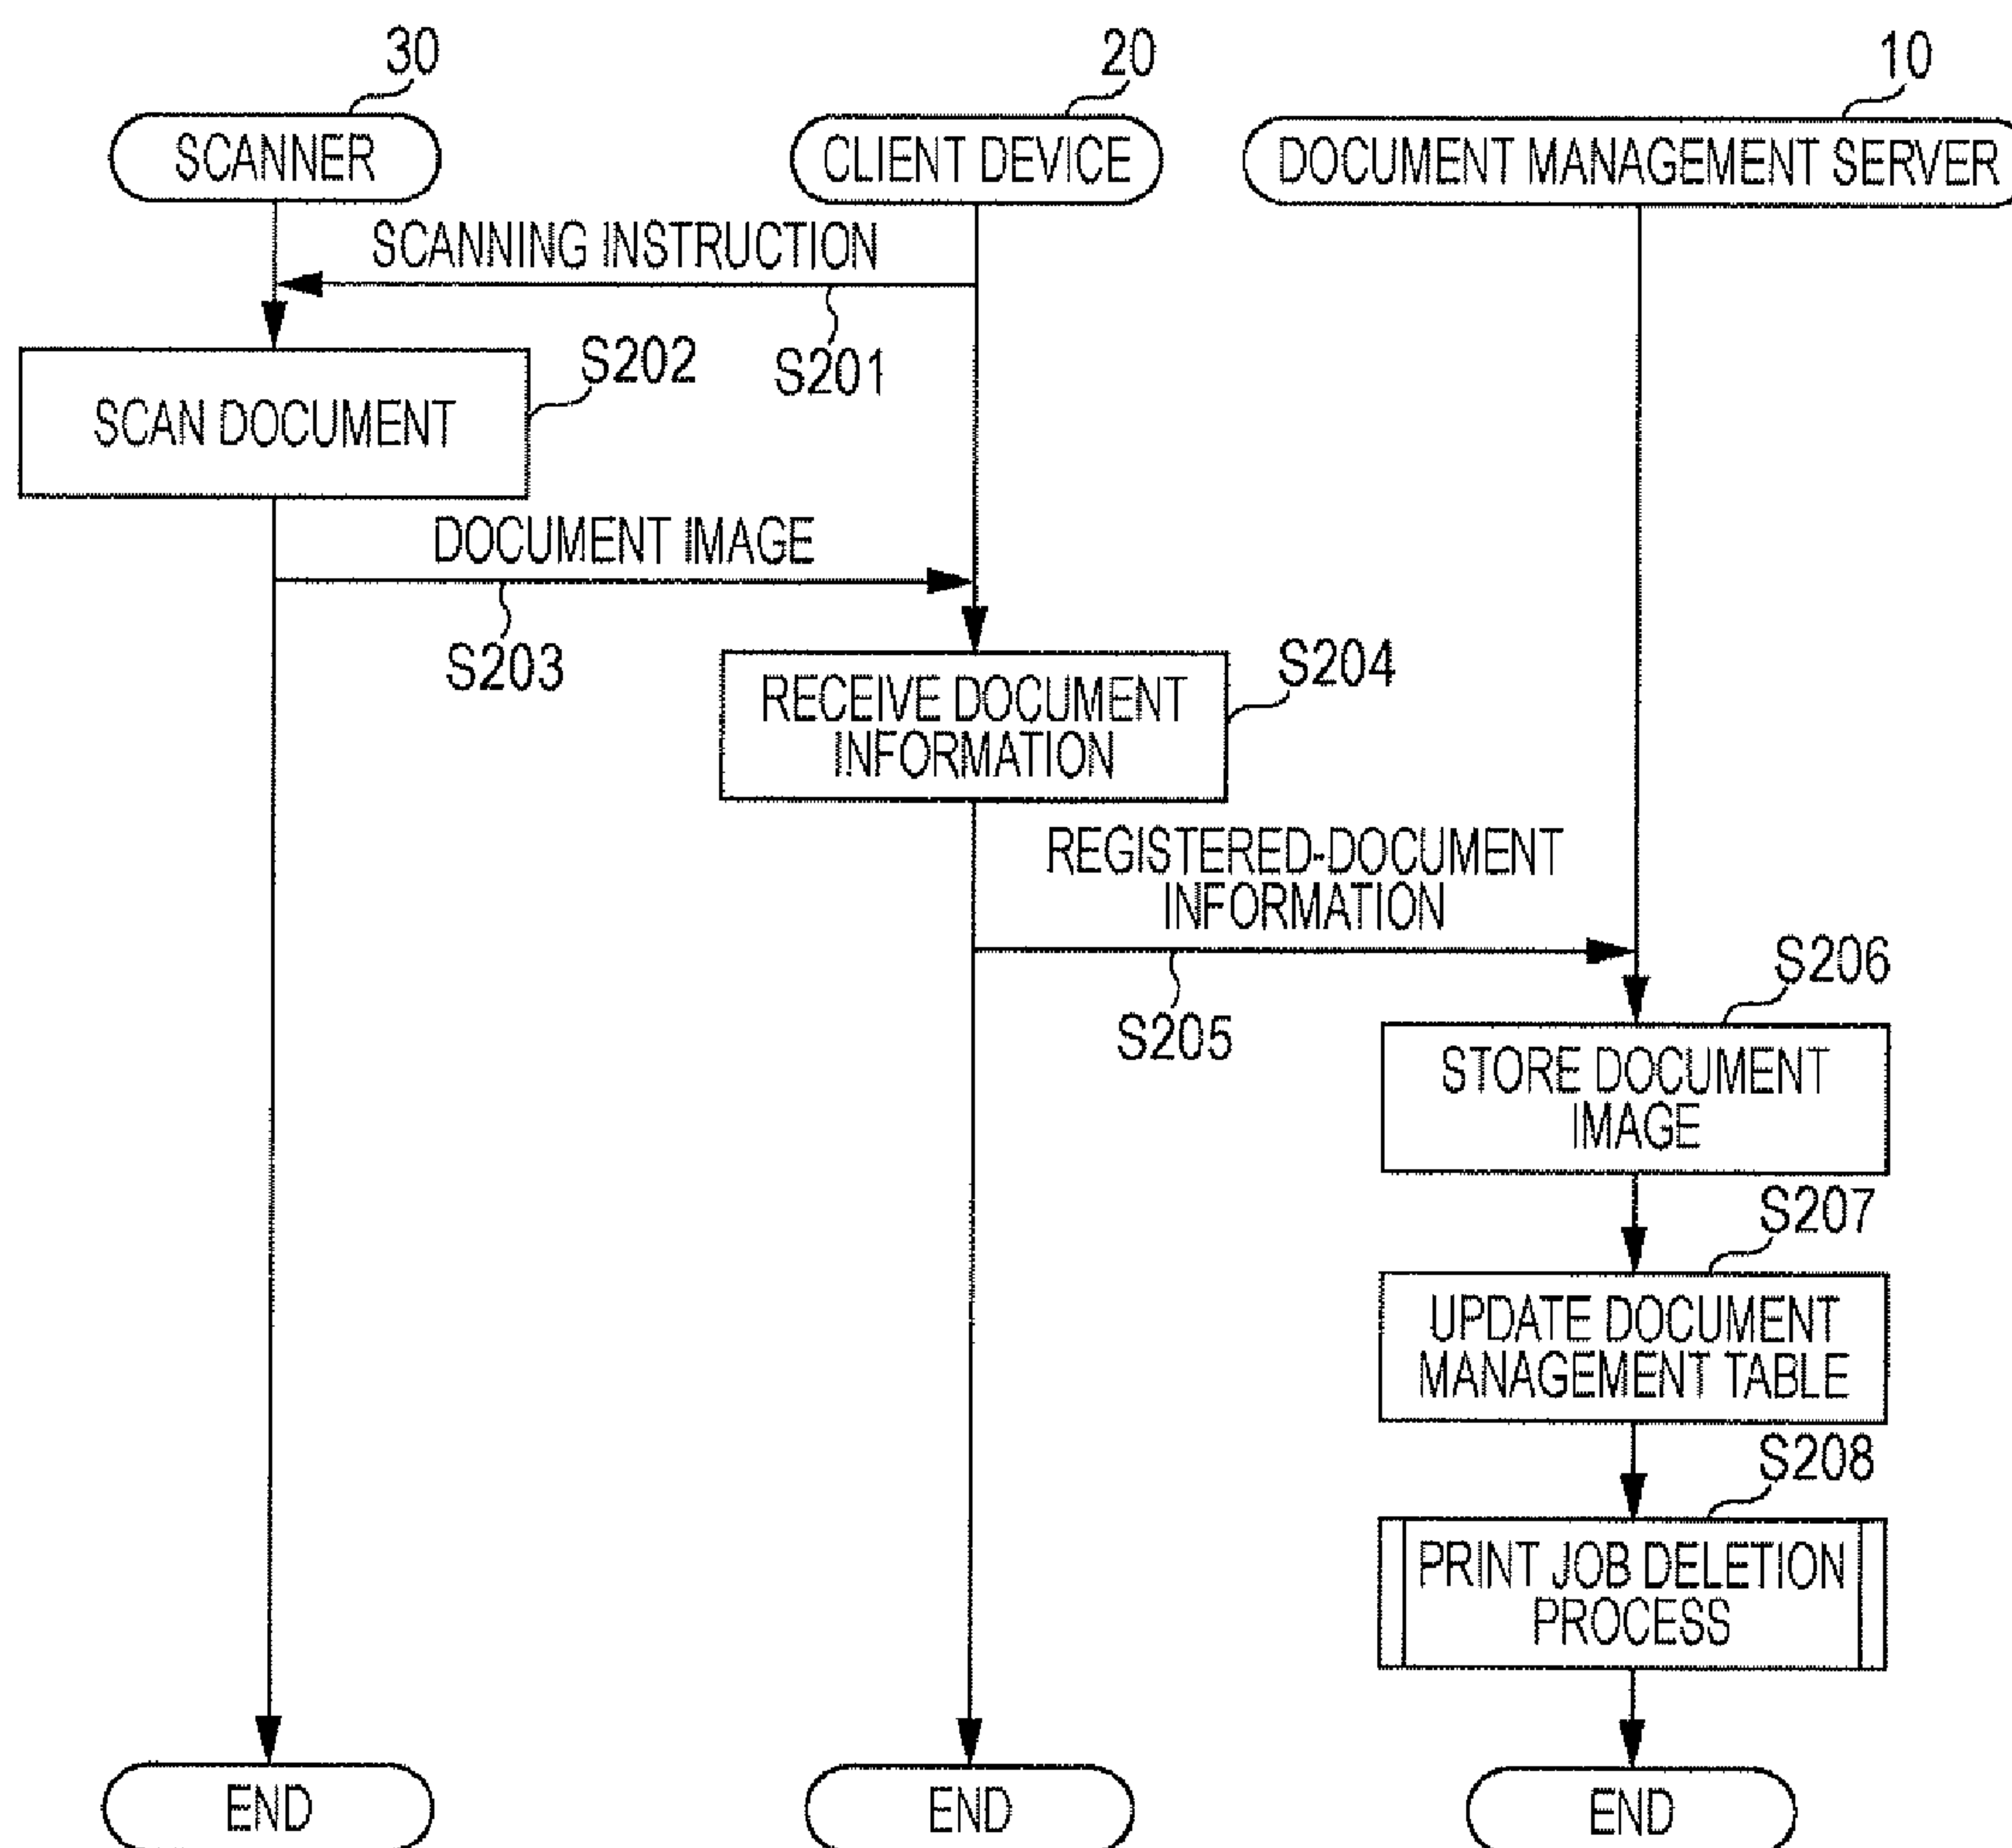 30
20
10
SCANNER
CLIENT DEVICE
DOCUMENT MANAGEMENT SERVER
SCANNING INSTRUCTION
S201
S202
SCAN DOCUMENT
DOCUMENT IMAGE
S203
S204
RECEIVE DOCUMENT
INFORMATION
REGISTERED-DOCUMENT
INFORMATION
S205
S206
STORE DOCUMENT
IMAGE
S207
UPDATE DOCUMENT
MANAGEMENT TABLE
S208
PRINT JOB DELETION
PROCESS
END
END
END